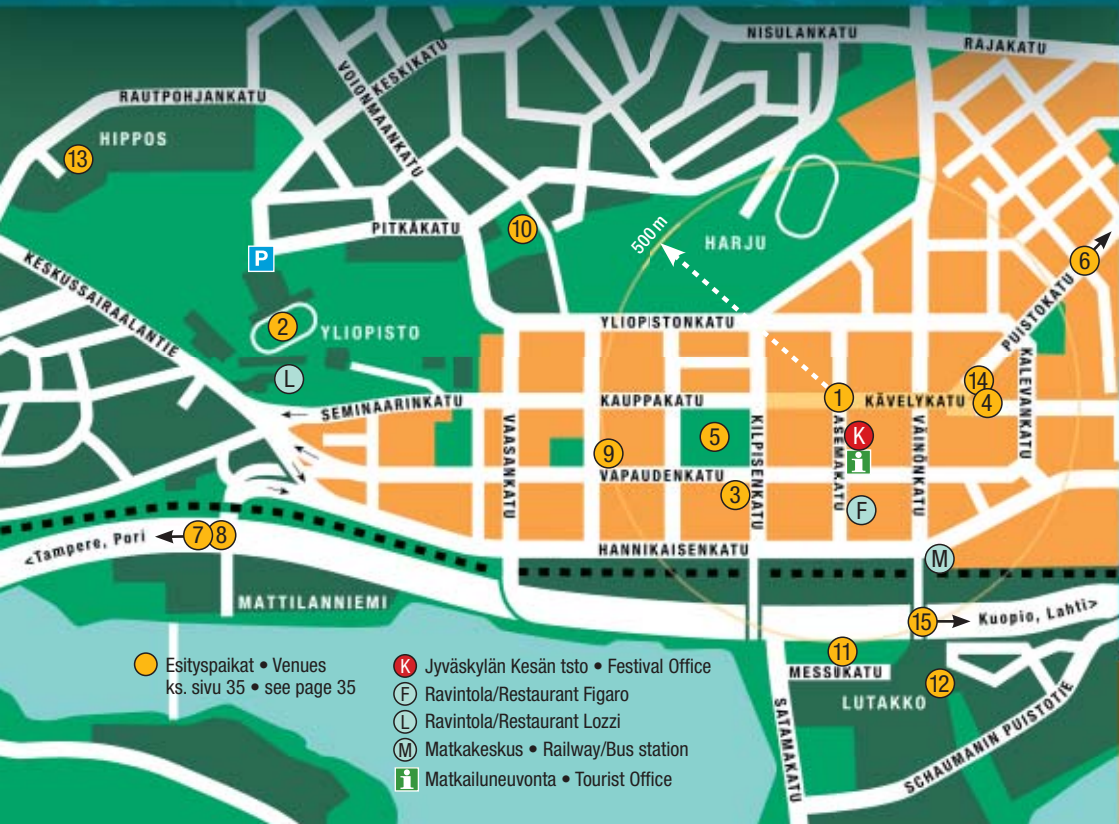 NISULANKATU
RAJAKATU
KESKIKATU
VOIONMAANKATU
RAUTPOHJANKATU
HIPPOS
13
PITKÄKATU
10
500 m
HARJU
6
P
KESKUSSAIRAALANTIE
2
YLIOPISTO
YLIOPISTONKATU
PUISTOKATU
KALEVANKATU
L
14
SEMINAARINKATU
KAUPPAKATU
1
KÄVELYKATU
4
VAASANKATU
5
KILPISENKATU
ASEMAKATU
K
i
VÄINÖNKATU
9
VAPAUDENKATU
3
F
<Tampere, Pori
7
8
HANNIKAISENKATU
M
MATTILANNIEMI
15
Kuopio, Lahti>
11
MESSUKATU
12
LUTAKKO
SATAMAKATU
SCHAUMANIN PUISTOTIE
Esityspaikat • Venues
ks. sivu 35 • see page 35
K Jyväskylän Kesän tsto • Festival Office
F Ravintola/Restaurant Figaro
L Ravintola/Restaurant Lozzi
M Matkakeskus • Railway/Bus station
i Matkailuneuvonta • Tourist Office